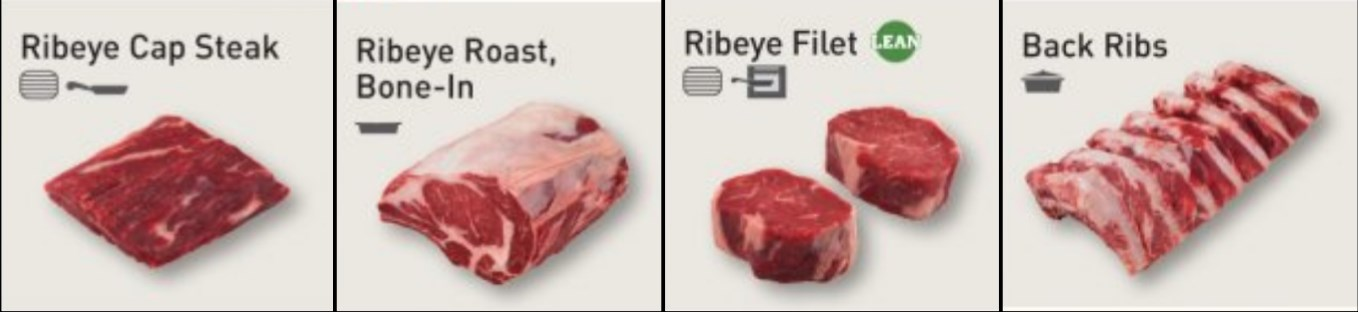 Ribeye Cap Steak
Ribeye Roast,
Bone-In
Ribeye Filet LEAN
Back Ribs